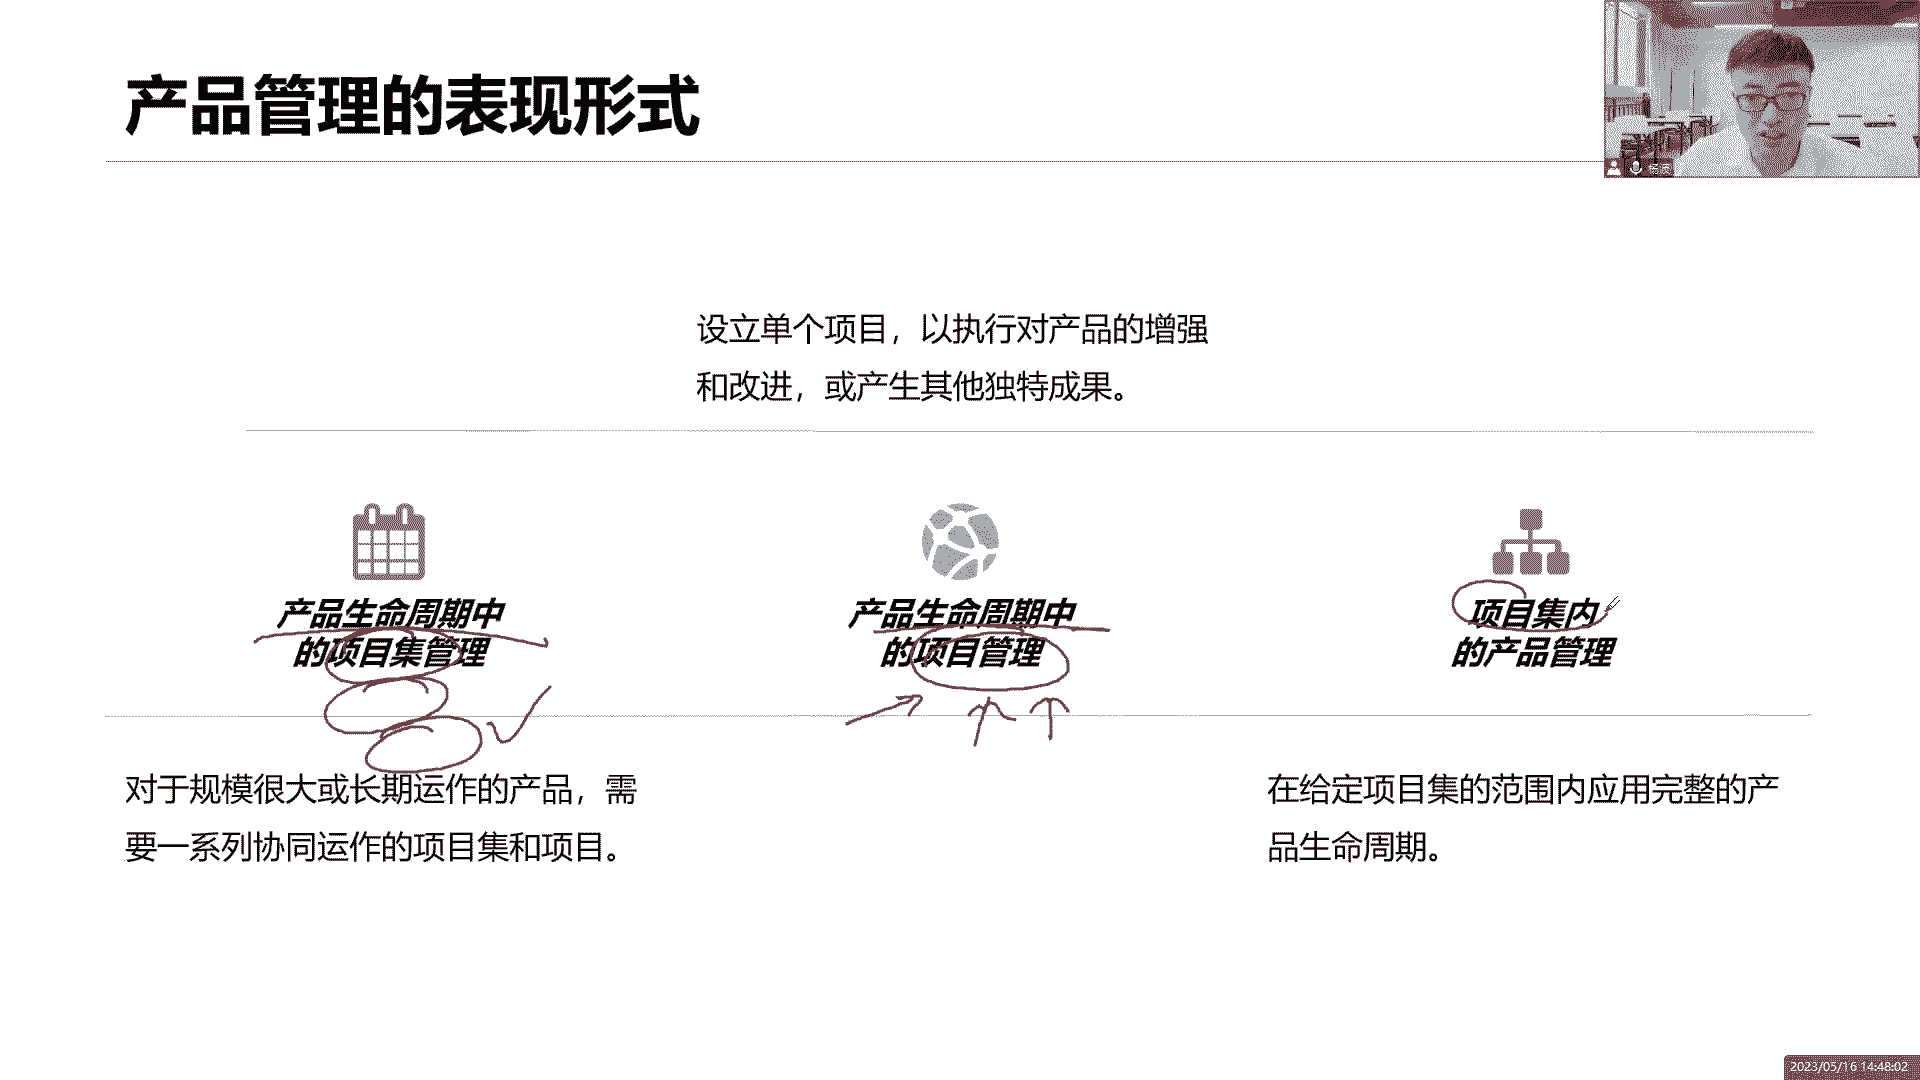 产品管理的表现形式
设立单个项目，以执行对产品的增强
和改进，或产生其他独特成果。
产品生命周期中
的项目集管理
产品生命周期中
的项目管理
项目集内
的产品管理
对于规模很大或长期运作的产品，需
要一系列协同运作的项目集和项目。
在给定项目集的范围内应用完整的产
品生命周期。
2023/05/16 14:48:02